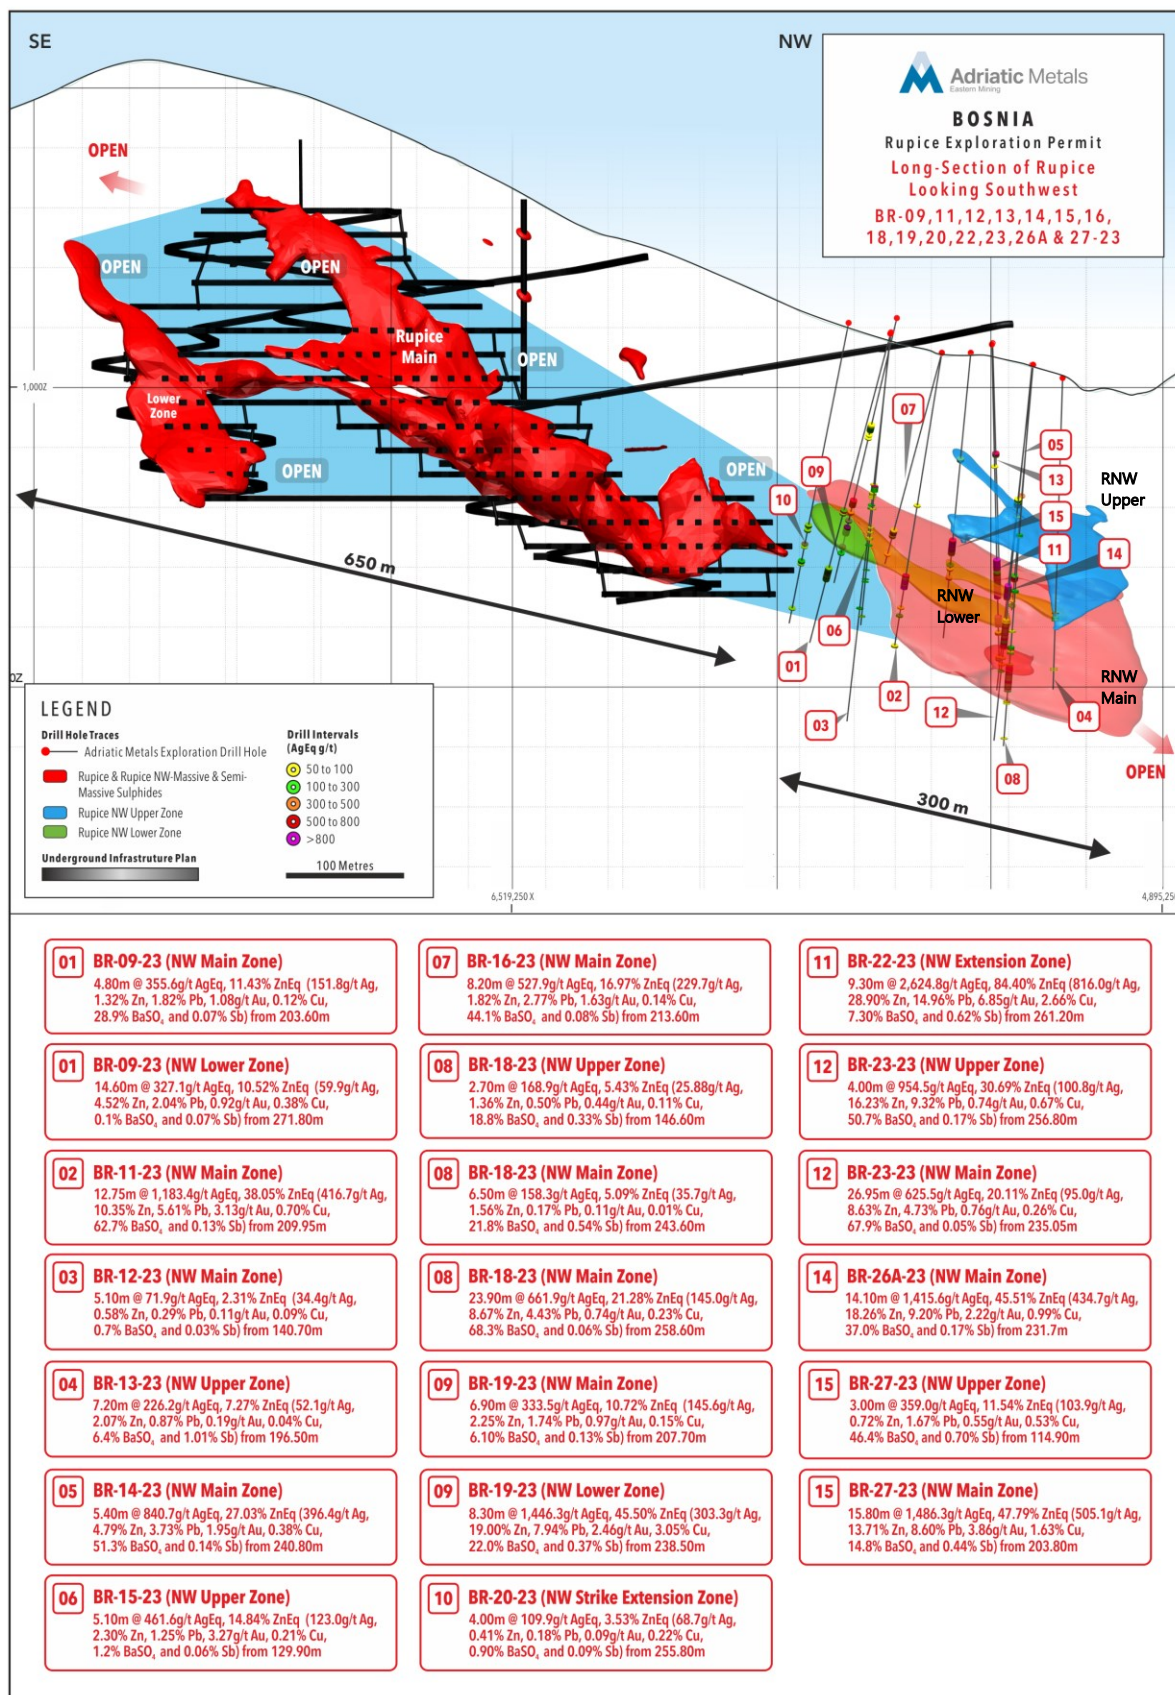 SE
NW
Adriatic Metals
Eastern Mining
BOSNIA
Rupice Exploration Permit
Long-Section of Rupice
Looking Southwest
BR-09,11,12,13,14,15,16,
18,19,20,22,23,26A & 27-23
OPEN
OPEN
OPEN
Rupice
Main
OPEN
1,000Z
Lower
Zone
OPEN
OPEN
650 m
07
09
10
05
13
15
11
14
RNW
Upper
RNW
Lower
06
01
02
03
12
04
08
RNW
Main
OPEN
300 m
0Z
LEGEND
Drill Hole Traces
Adriatic Metals Exploration Drill Hole
Rupice & Rupice NW-Massive & Semi-
Massive Sulphides
Rupice NW Upper Zone
Rupice NW Lower Zone
Underground Infrastruture Plan
Drill Intervals
(AgEq g/t)
50 to 100
100 to 300
300 to 500
500 to 800
>800
100 Metres
6,519,250 X
4,895,250
01 BR-09-23 (NW Main Zone)
4.80m @ 355.6g/t AgEq, 11.43% ZnEq (151.8g/t Ag,
1.32% Zn, 1.82% Pb, 1.08g/t Au, 0.12% Cu,
28.9% BaSO₄ and 0.07% Sb) from 203.60m
01 BR-09-23 (NW Lower Zone)
14.60m @ 327.1g/t AgEq, 10.52% ZnEq (59.9g/t Ag,
4.52% Zn, 2.04% Pb, 0.92g/t Au, 0.38% Cu,
0.1% BaSO₄ and 0.07% Sb) from 271.80m
02 BR-11-23 (NW Main Zone)
12.75m @ 1,183.4g/t AgEq, 38.05% ZnEq (416.7g/t Ag,
10.35% Zn, 5.61% Pb, 3.13g/t Au, 0.70% Cu,
62.7% BaSO₄ and 0.13% Sb) from 209.95m
03 BR-12-23 (NW Main Zone)
5.10m @ 71.9g/t AgEq, 2.31% ZnEq (34.4g/t Ag,
0.58% Zn, 0.29% Pb, 0.11g/t Au, 0.09% Cu,
0.7% BaSO₄ and 0.03% Sb) from 140.70m
04 BR-13-23 (NW Upper Zone)
7.20m @ 226.2g/t AgEq, 7.27% ZnEq (52.1g/t Ag,
2.07% Zn, 0.87% Pb, 0.19g/t Au, 0.04% Cu,
6.4% BaSO₄ and 1.01% Sb) from 196.50m
05 BR-14-23 (NW Main Zone)
5.40m @ 840.7g/t AgEq, 27.03% ZnEq (396.4g/t Ag,
4.79% Zn, 3.73% Pb, 1.95g/t Au, 0.38% Cu,
51.3% BaSO₄ and 0.14% Sb) from 240.80m
06 BR-15-23 (NW Upper Zone)
5.10m @ 461.6g/t AgEq, 14.84% ZnEq (123.0g/t Ag,
2.30% Zn, 1.25% Pb, 3.27g/t Au, 0.21% Cu,
1.2% BaSO₄ and 0.06% Sb) from 129.90m
07 BR-16-23 (NW Main Zone)
8.20m @ 527.9g/t AgEq, 16.97% ZnEq (229.7g/t Ag,
1.82% Zn, 2.77% Pb, 1.63g/t Au, 0.14% Cu,
44.1% BaSO₄ and 0.08% Sb) from 213.60m
08 BR-18-23 (NW Upper Zone)
2.70m @ 168.9g/t AgEq, 5.43% ZnEq (25.88g/t Ag,
1.36% Zn, 0.50% Pb, 0.44g/t Au, 0.11% Cu,
18.8% BaSO₄ and 0.33% Sb) from 146.60m
08 BR-18-23 (NW Main Zone)
6.50m @ 158.3g/t AgEq, 5.09% ZnEq (35.7g/t Ag,
1.56% Zn, 0.17% Pb, 0.11g/t Au, 0.01% Cu,
21.8% BaSO₄ and 0.54% Sb) from 243.60m
08 BR-18-23 (NW Main Zone)
23.90m @ 661.9g/t AgEq, 21.28% ZnEq (145.0g/t Ag,
8.67% Zn, 4.43% Pb, 0.74g/t Au, 0.23% Cu,
68.3% BaSO₄ and 0.06% Sb) from 258.60m
09 BR-19-23 (NW Main Zone)
6.90m @ 333.5g/t AgEq, 10.72% ZnEq (145.6g/t Ag,
2.25% Zn, 1.74% Pb, 0.97g/t Au, 0.15% Cu,
6.10% BaSO₄ and 0.13% Sb) from 207.70m
09 BR-19-23 (NW Lower Zone)
8.30m @ 1,446.3g/t AgEq, 45.50% ZnEq (303.3g/t Ag,
19.00% Zn, 7.94% Pb, 2.46g/t Au, 3.05% Cu,
22.0% BaSO₄ and 0.37% Sb) from 238.50m
10 BR-20-23 (NW Strike Extension Zone)
4.00m @ 109.9g/t AgEq, 3.53% ZnEq (68.7g/t Ag,
0.41% Zn, 0.18% Pb, 0.09g/t Au, 0.22% Cu,
0.90% BaSO₄ and 0.09% Sb) from 255.80m
11 BR-22-23 (NW Extension Zone)
9.30m @ 2,624.8g/t AgEq, 84.40% ZnEq (816.0g/t Ag,
28.90% Zn, 14.96% Pb, 6.85g/t Au, 2.66% Cu,
7.30% BaSO₄ and 0.62% Sb) from 261.20m
12 BR-23-23 (NW Upper Zone)
4.00m @ 954.5g/t AgEq, 30.69% ZnEq (100.8g/t Ag,
16.23% Zn, 9.32% Pb, 0.74g/t Au, 0.67% Cu,
50.7% BaSO₄ and 0.17% Sb) from 256.80m
12 BR-23-23 (NW Main Zone)
26.95m @ 625.5g/t AgEq, 20.11% ZnEq (95.0g/t Ag,
8.63% Zn, 4.73% Pb, 0.76g/t Au, 0.26% Cu,
67.9% BaSO₄ and 0.05% Sb) from 235.05m
14 BR-26A-23 (NW Main Zone)
14.10m @ 1,415.6g/t AgEq, 45.51% ZnEq (434.7g/t Ag,
18.26% Zn, 9.20% Pb, 2.22g/t Au, 0.99% Cu,
37.0% BaSO₄ and 0.17% Sb) from 231.7m
15 BR-27-23 (NW Upper Zone)
3.00m @ 359.0g/t AgEq, 11.54% ZnEq (103.9g/t Ag,
0.72% Zn, 1.67% Pb, 0.55g/t Au, 0.53% Cu,
46.4% BaSO₄ and 0.70% Sb) from 114.90m
15 BR-27-23 (NW Main Zone)
15.80m @ 1,486.3g/t AgEq, 47.79% ZnEq (505.1g/t Ag,
13.71% Zn, 8.60% Pb, 3.86g/t Au, 1.63% Cu,
14.8% BaSO₄ and 0.44% Sb) from 203.80m